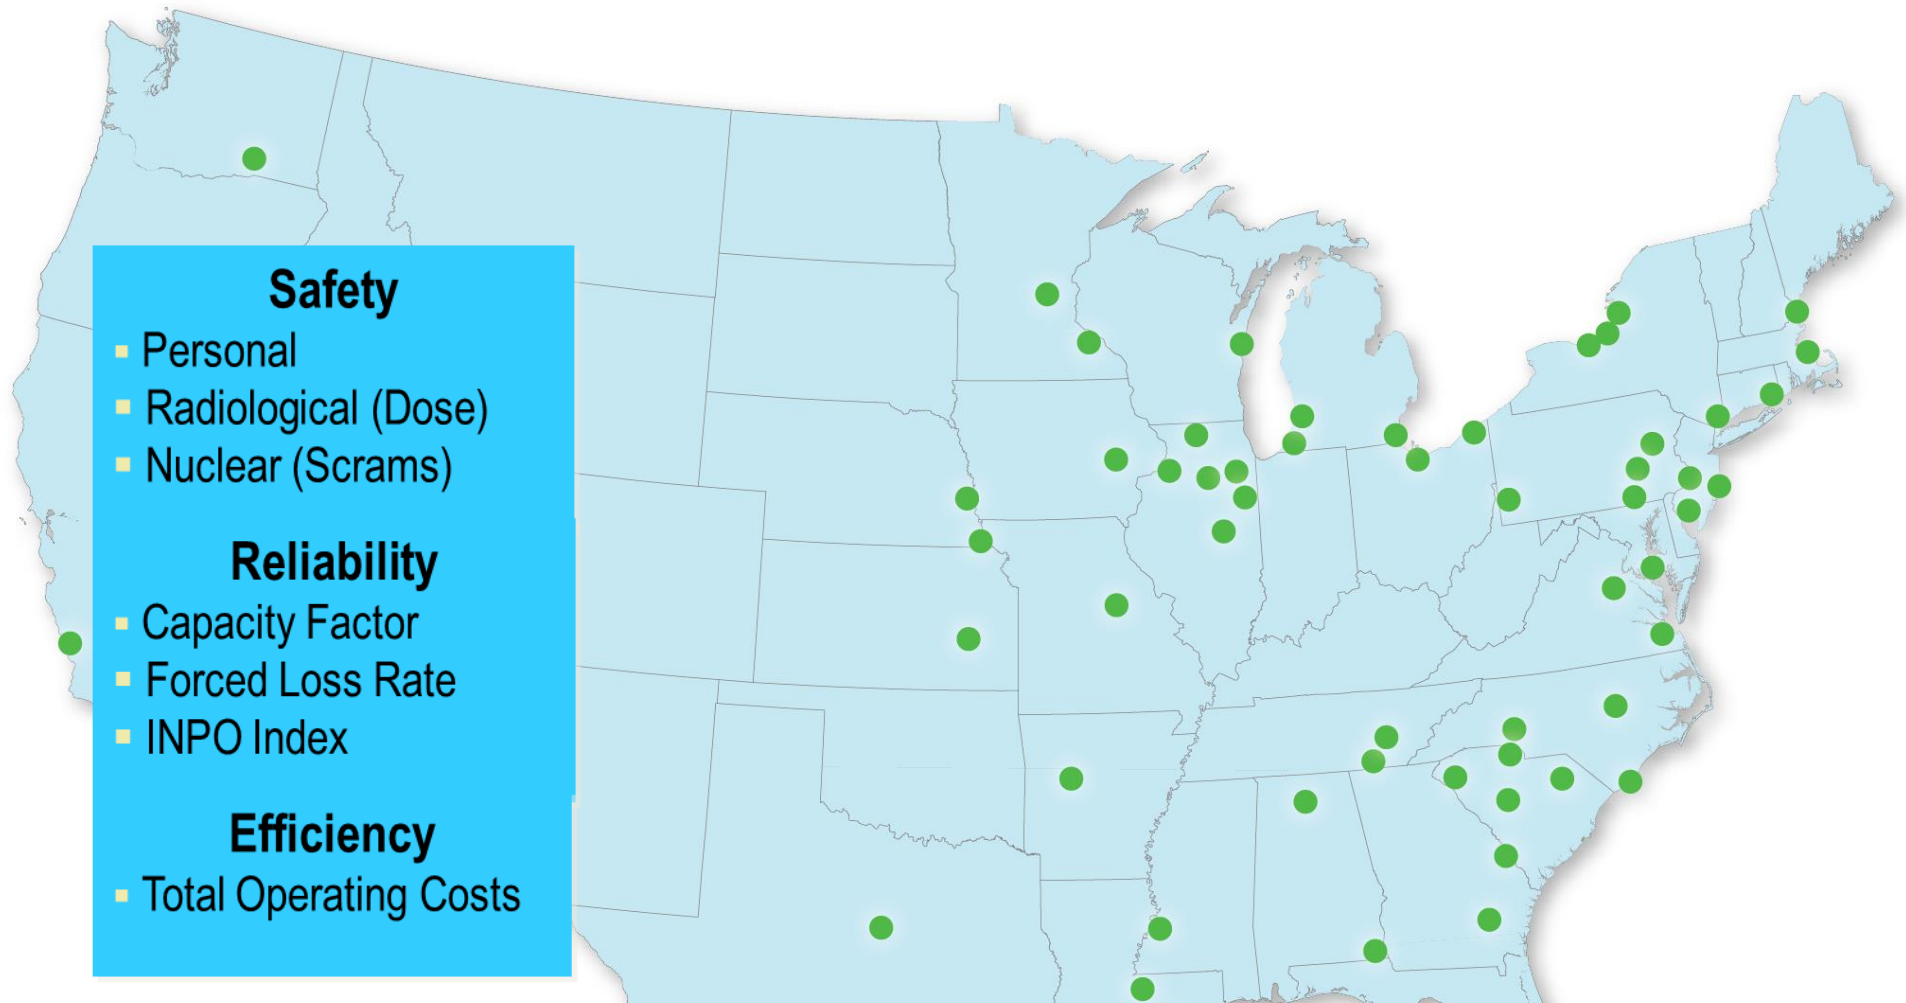 Safety
Personal
Radiological (Dose)
Nuclear (Scrams)
Reliability
Capacity Factor
Forced Loss Rate
INPO Index
Efficiency
Total Operating Costs